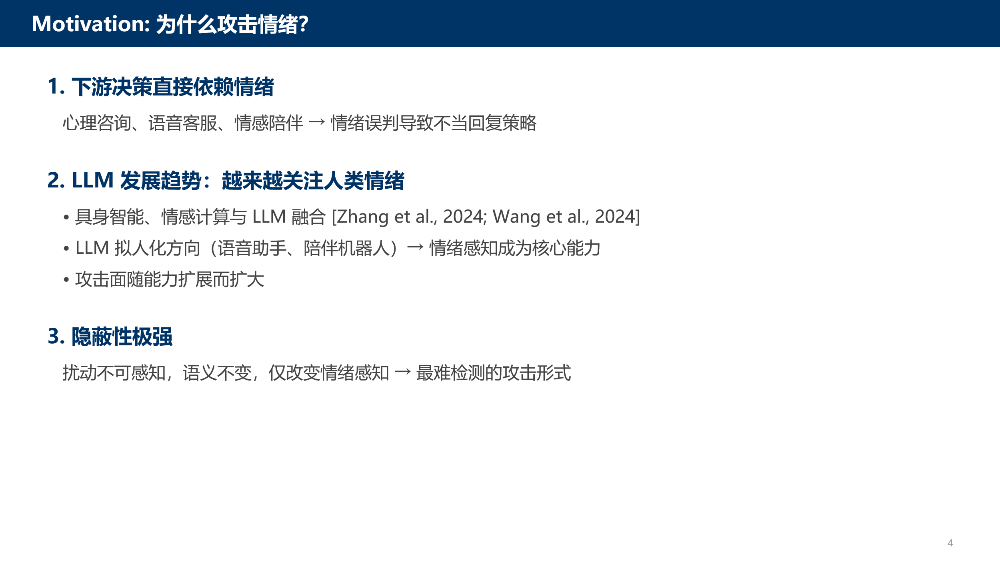 Motivation: 为什么攻击情绪?
1. 下游决策直接依赖情绪
心理咨询、语音客服、情感陪伴 → 情绪误判导致不当回复策略
2. LLM 发展趋势：越来越关注人类情绪
• 具身智能、情感计算与 LLM 融合 [Zhang et al., 2024; Wang et al., 2024]
• LLM 拟人化方向（语音助手、陪伴机器人）→ 情绪感知成为核心能力
• 攻击面随能力扩展而扩大
3. 隐蔽性极强
扰动不可感知，语义不变，仅改变情绪感知 → 最难检测的攻击形式
4